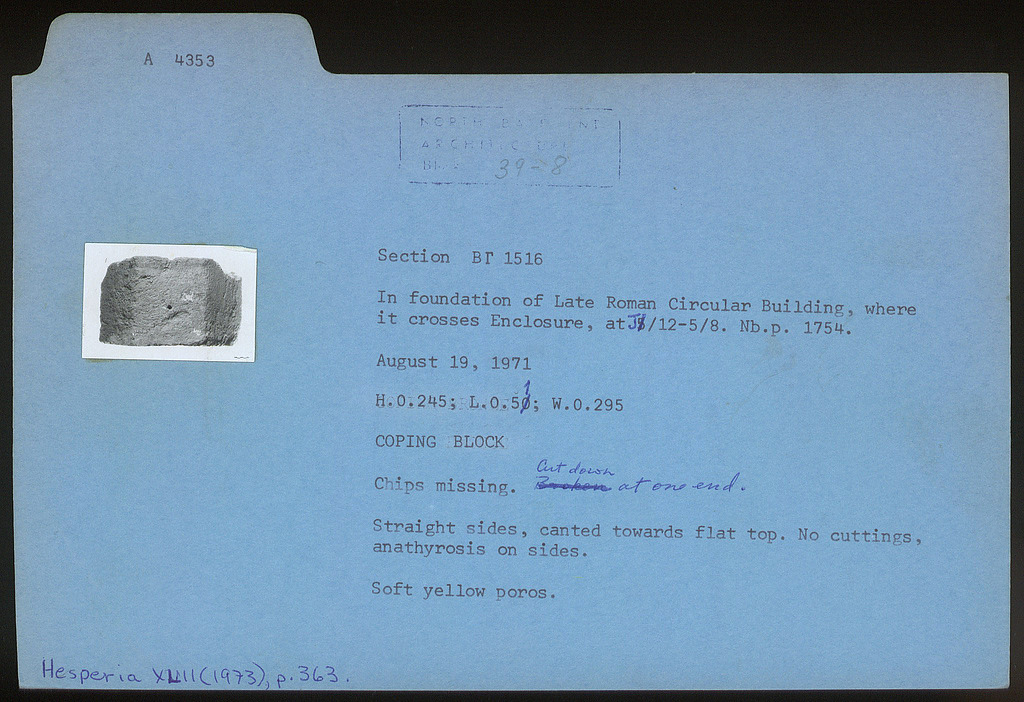 A 4353
NORTH
39-8
Section ΒΓ 1516
In foundation of Late Roman Circular Building, where
it crosses Enclosure, at J/12-5/8. Nb.p. 1754.
August 19, 1971
H.0.245; L.0.51; W.0.295
COPING BLOCK
Chips missing. Cut down at one end.
Straight sides, canted towards flat top. No cuttings,
anathyrosis on sides.
Soft yellow poros.
Hesperia XLII(1973), p.363.